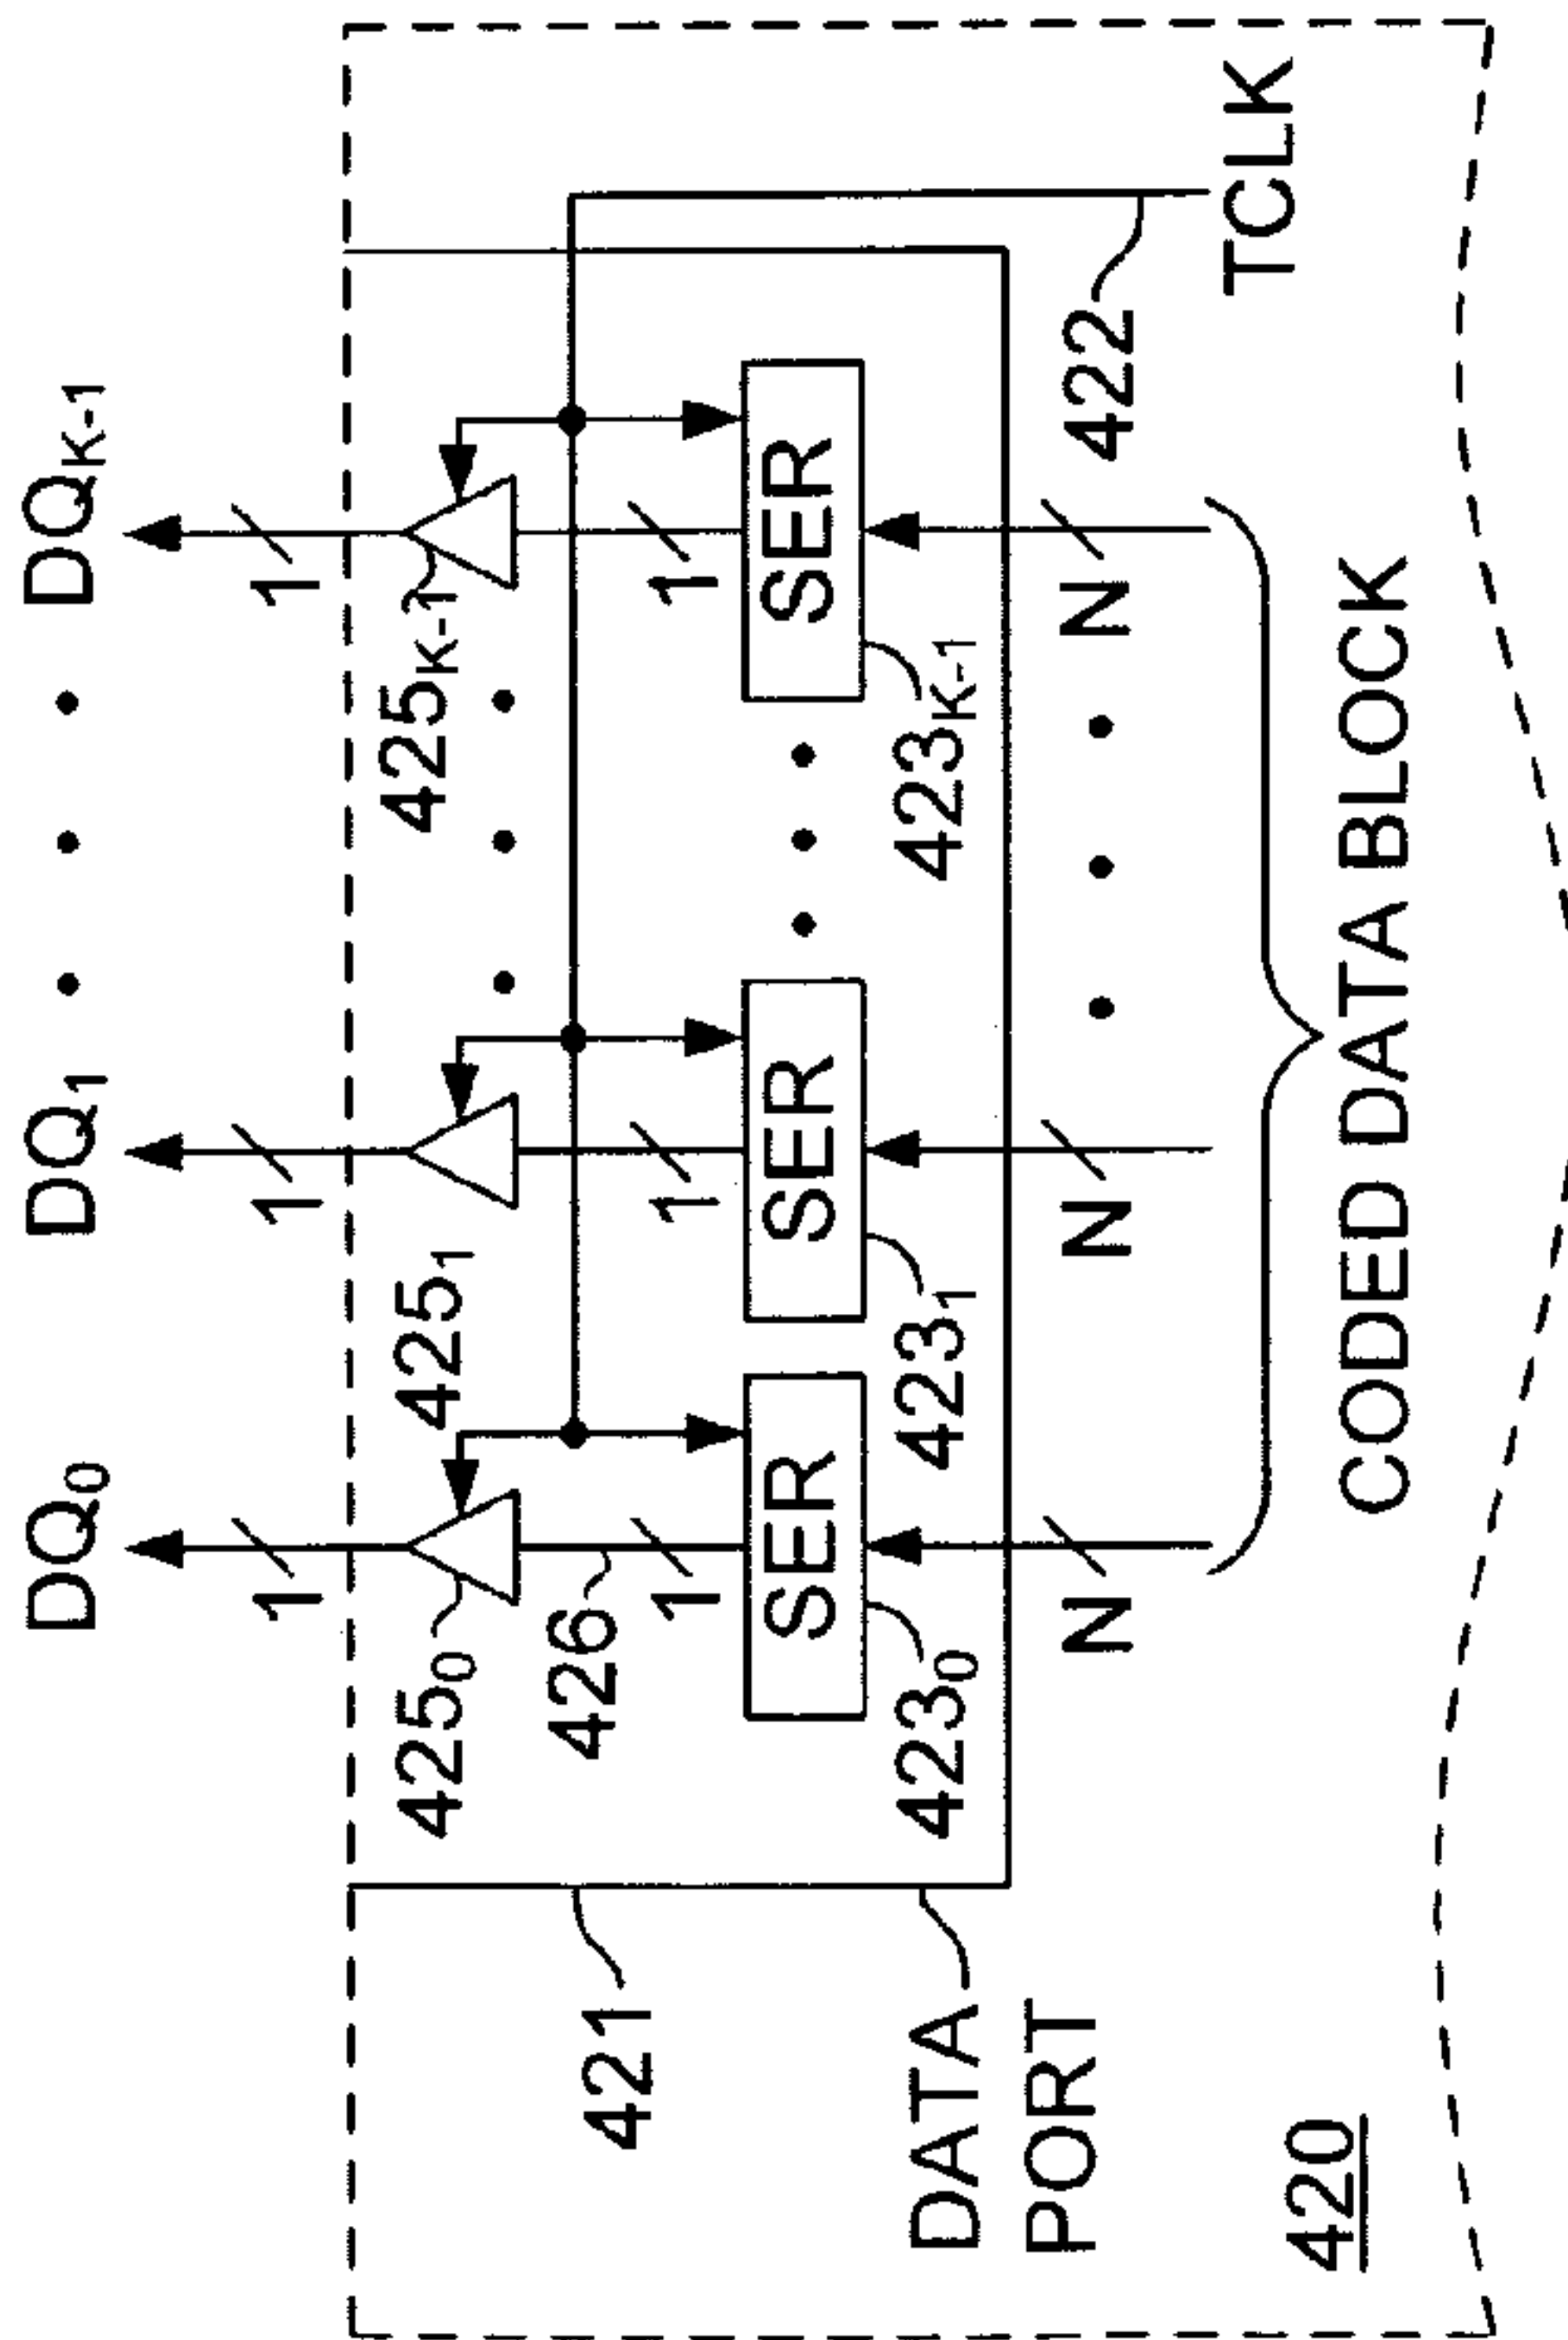 DQ₀ DQ₁ DQK-1
1 1 1
425₀ 425₁ 425K-1
426
421
1 1 1
SER SER SER
423₀ 423₁ 423K-1
DATA
PORT
N N N
422
TCLK
420
CODED DATA BLOCK